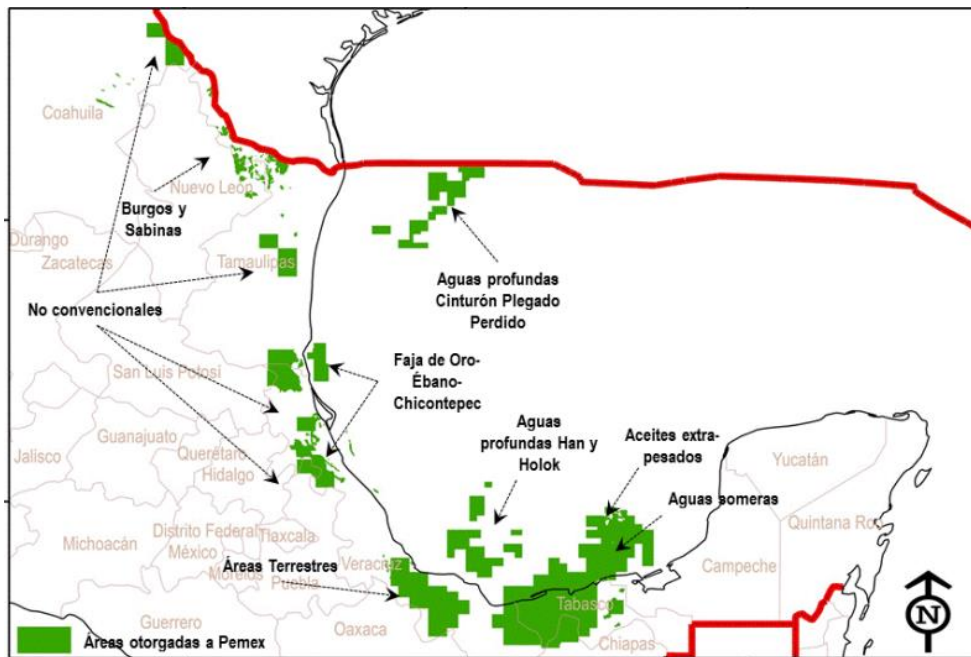 Coahuila
Nuevo León
Burgos y
Sabinas
Durango
Zacatecas
Tamaulipas
Aguas profundas
Cinturón Plegado
Perdido
No convencionales
San Luis Potosí
Faja de Oro-
Ébano-
Chicontepec
Guanajuato
Querétaro
Hidalgo
Jalisco
Aguas
profundas Han y
Holok
Aceites extra-
pesados
Yucatán
Aguas someras
Quintana Roo
Michoacán
Distrito Federal
México
Tlaxcala
Morelos
Puebla
Veracruz
Campeche
Áreas Terrestres
Tabasco
Guerrero
Oaxaca
Chiapas
Áreas otorgadas a Pemex
N